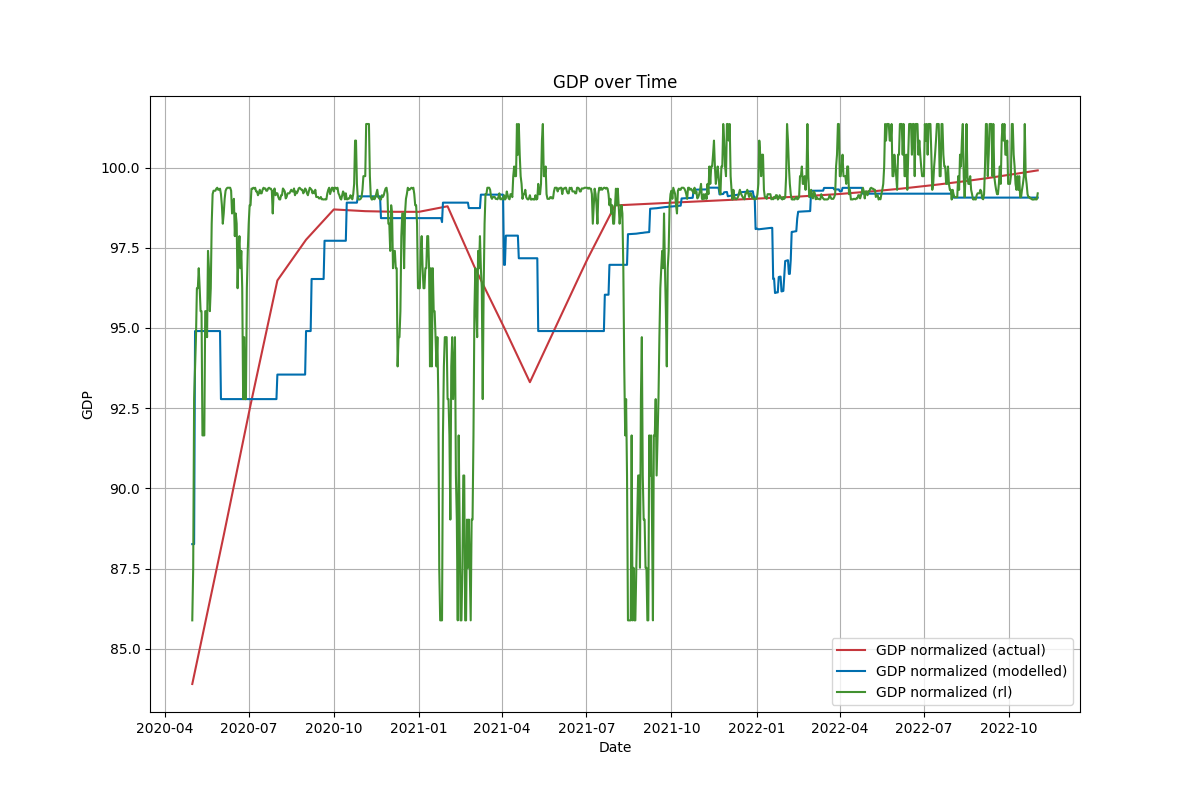 GDP over Time
GDP
100.0
97.5
95.0
92.5
90.0
87.5
85.0
GDP normalized (actual)
GDP normalized (modelled)
GDP normalized (rl)
2020-04 2020-07 2020-10 2021-01 2021-04 2021-07 2021-10 2022-01 2022-04 2022-07 2022-10
Date